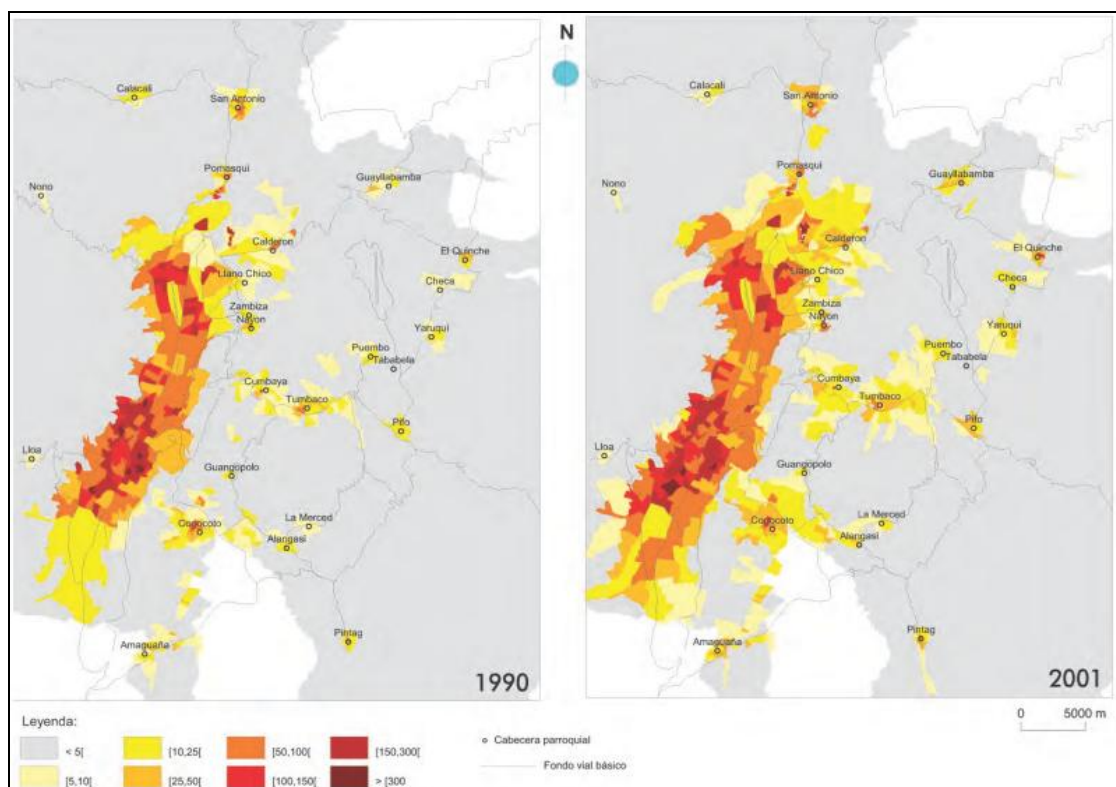 N
Calacali
San Antonio
Pomasqui
Nono
Guayllabamba
Calderon
El Quinche
Llano Chico
Checa
Zambiza
Nayon
Yaruqui
Puembo
Tababela
Cumbaya
Tumbaco
Pifo
Lloa
Guangopolo
La Merced
Conocoto
Alangasi
Pintag
Amaguaña
1990
Calacali
San Antonio
Pomasqui
Nono
Guayllabamba
Calderon
El Quinche
Llano Chico
Checa
Zambiza
Nayon
Yaruqui
Puembo
Tababela
Cumbaya
Tumbaco
Pifo
Lloa
Guangopolo
La Merced
Conocoto
Alangasi
Pintag
Amaguaña
2001
0 5000 m
Leyenda:
< 5[ [10,25[ [50,100[ [150,300[ Cabecera parroquial
[5,10[ [25,50[ [100,150[ > [300 Fondo vial básico